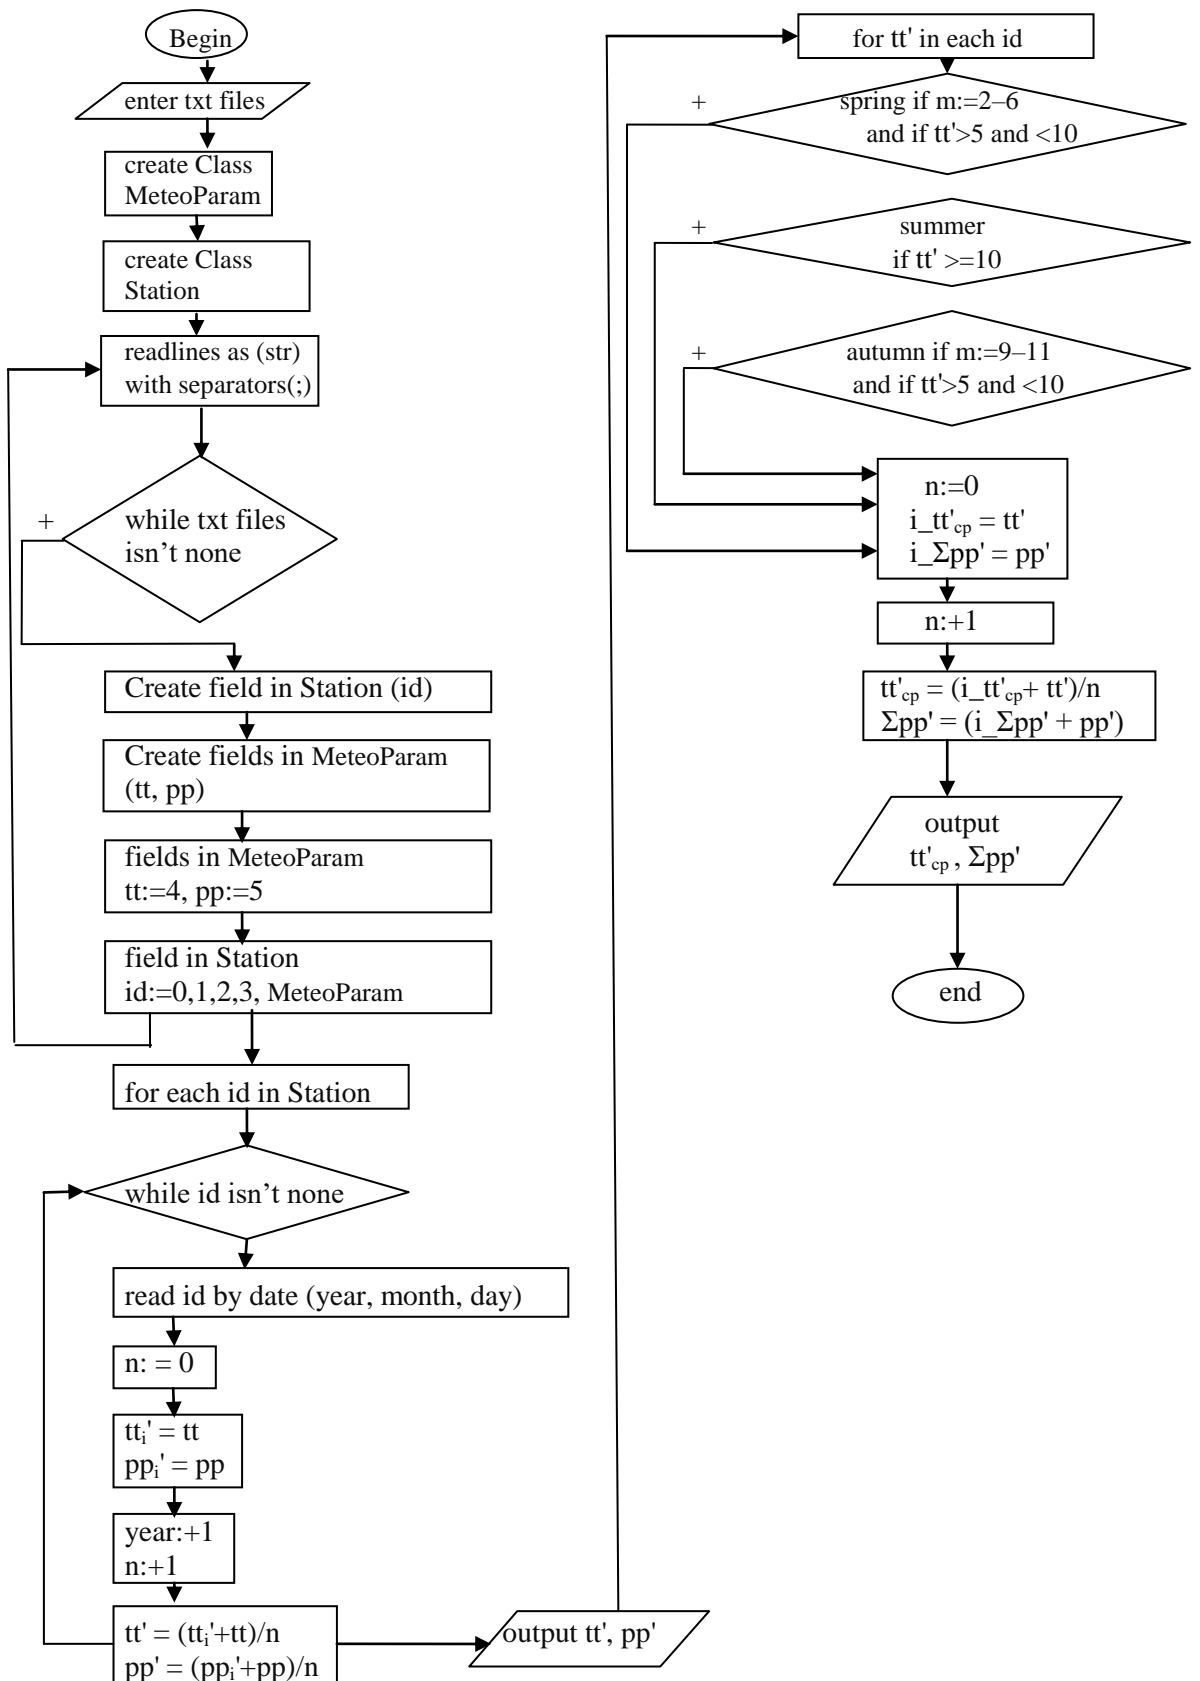 Begin
enter txt files
create Class
MeteoParam
create Class
Station
readlines as (str)
with separators(;)
+
while txt files
isn't none
Create field in Station (id)
Create fields in MeteoParam
(tt, pp)
fields in MeteoParam
tt:=4, pp:=5
field in Station
id:=0,1,2,3, MeteoParam
for each id in Station
while id isn't none
read id by date (year, month, day)
n: = 0
ttᵢ' = tt
ppᵢ' = pp
year:+1
n:+1
tt' = (ttᵢ'+tt)/n
pp' = (ppᵢ'+pp)/n
output tt', pp'
for tt' in each id
+
spring if m:=2–6
and if tt'>5 and <10
+
summer
if tt' >=10
+
autumn if m:=9–11
and if tt'>5 and <10
n:=0
i_tt'cp = tt'
i_Σpp' = pp'
n:+1
tt'cp = (i_tt'cp+ tt')/n
Σpp' = (i_Σpp' + pp')
output
tt'cp , Σpp'
end